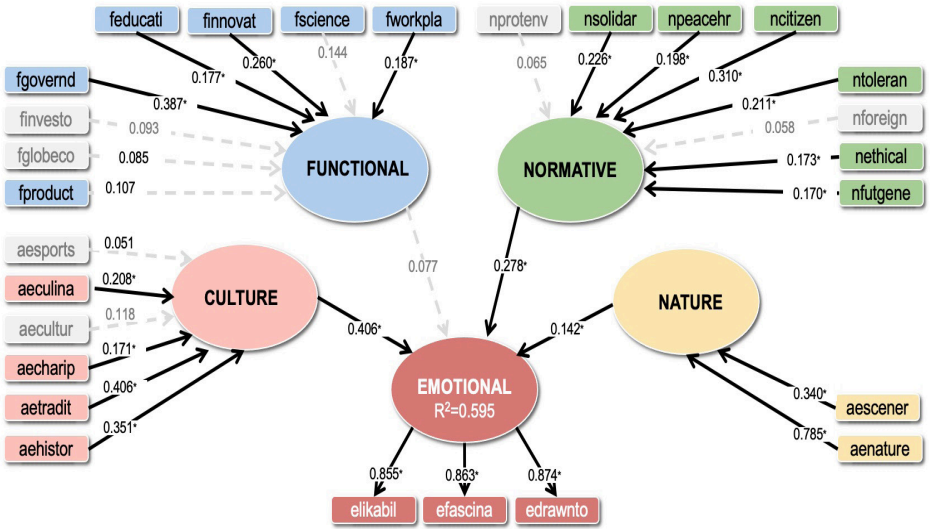 feducati
finnovat
fscience
fworkpla
nprotenv
nsolidar
npeacehr
ncitizen
0.177*
0.260*
0.144
0.187*
0.065
0.226*
0.198*
0.310*
fgovernd
0.387*
ntoleran
0.211*
finvesto
0.093
nforeign
0.058
fglobeco
0.085
nethical
0.173*
fproduct
0.107
nfutgene
0.170*
FUNCTIONAL
NORMATIVE
aesports
0.051
aeculina
0.208*
aecultur
0.118
aecharip
0.171*
aetradit
0.406*
aehistor
0.351*
CULTURE
NATURE
0.077
0.278*
0.406*
0.142*
EMOTIONAL
R²=0.595
0.340*
aescener
0.785*
aenature
0.855*
0.863*
0.874*
elikabil
efascina
edrawnto